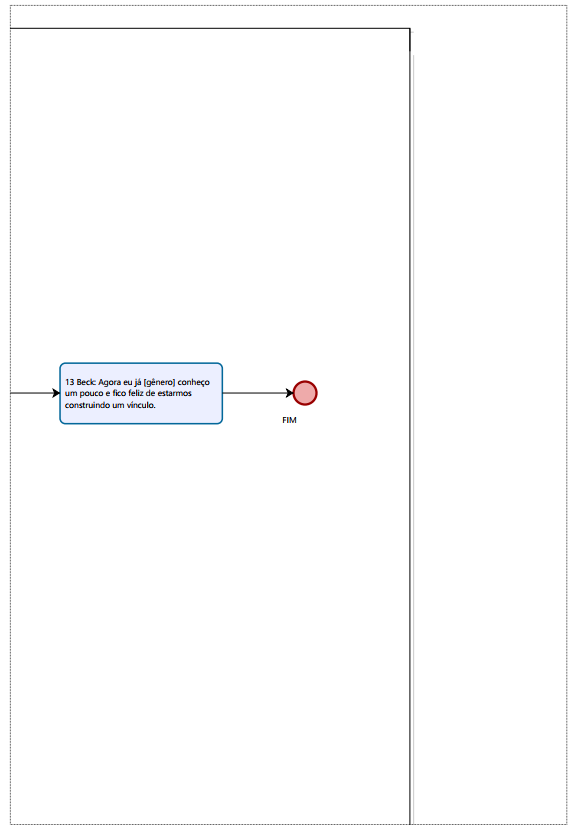 13 Beck: Agora eu já [gênero] conheço
um pouco e fico feliz de estarmos
construindo um vínculo.
FIM